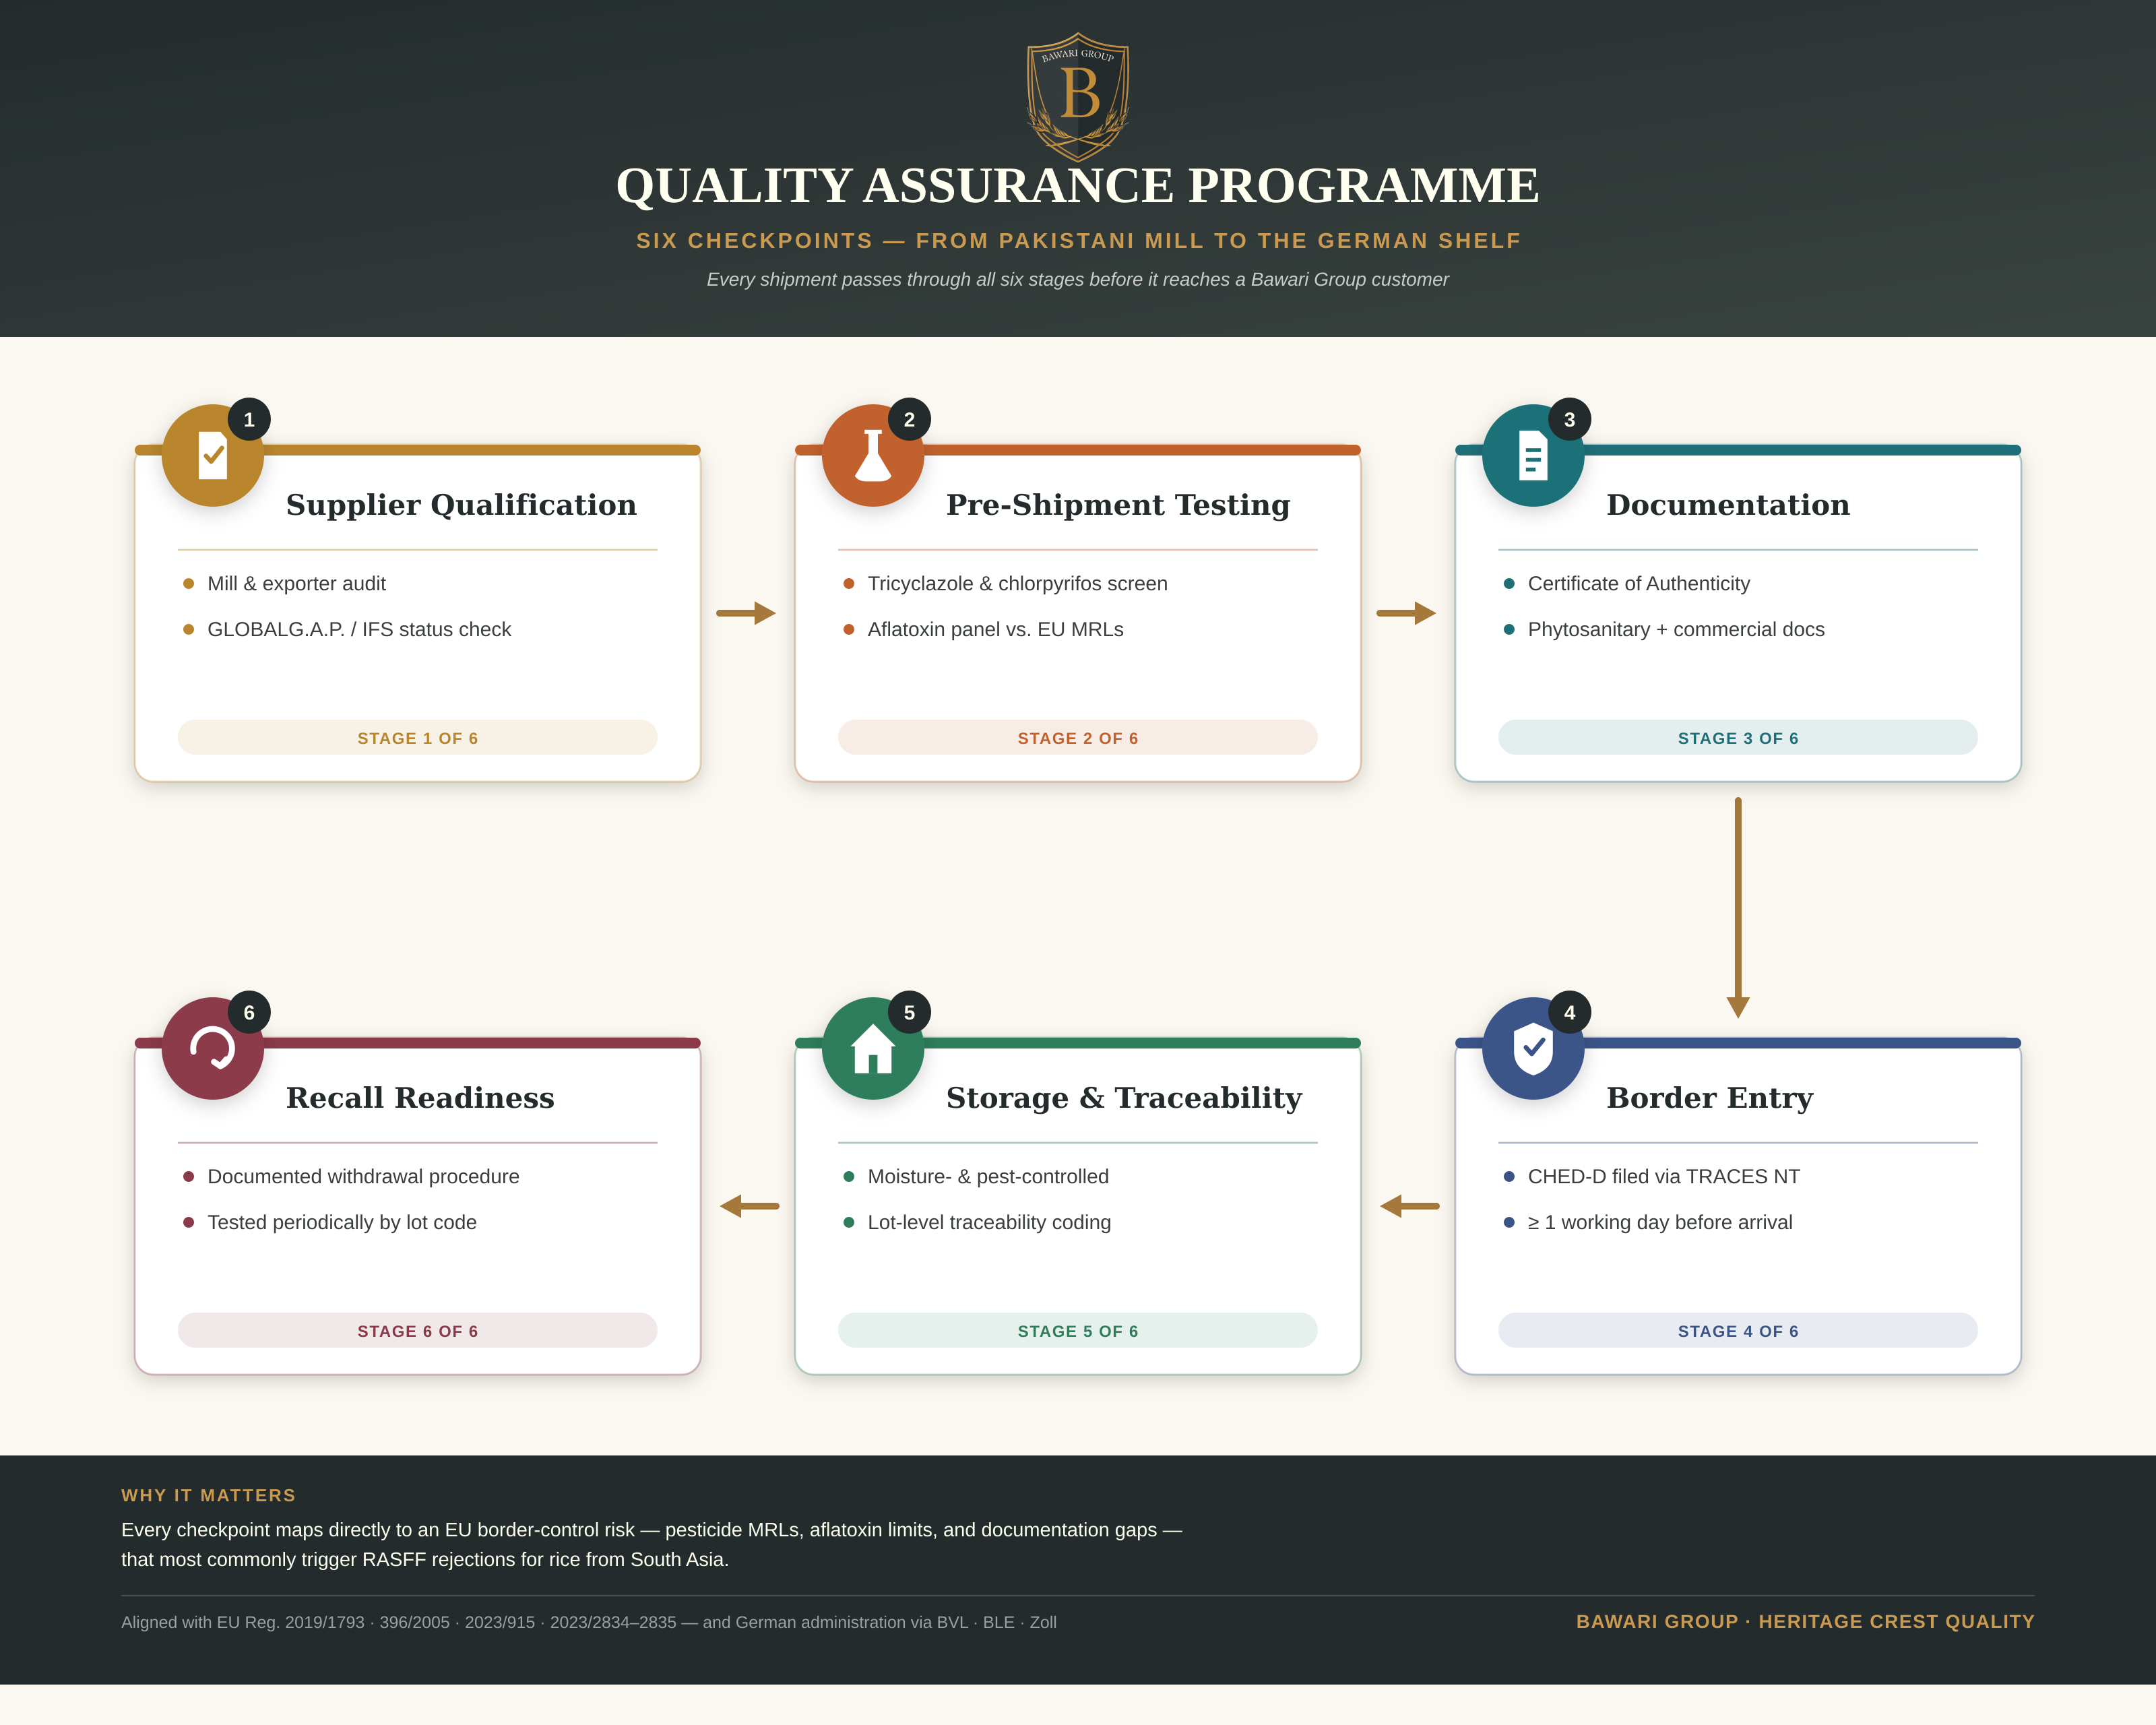 BAWARI GROUP
B
QUALITY ASSURANCE PROGRAMME
SIX CHECKPOINTS — FROM PAKISTANI MILL TO THE GERMAN SHELF
Every shipment passes through all six stages before it reaches a Bawari Group customer
1
Supplier Qualification
Mill & exporter audit
GLOBALG.A.P. / IFS status check
STAGE 1 OF 6
2
Pre-Shipment Testing
Tricyclazole & chlorpyrifos screen
Aflatoxin panel vs. EU MRLs
STAGE 2 OF 6
3
Documentation
Certificate of Authenticity
Phytosanitary + commercial docs
STAGE 3 OF 6
4
Border Entry
CHED-D filed via TRACES NT
≥ 1 working day before arrival
STAGE 4 OF 6
5
Storage & Traceability
Moisture- & pest-controlled
Lot-level traceability coding
STAGE 5 OF 6
6
Recall Readiness
Documented withdrawal procedure
Tested periodically by lot code
STAGE 6 OF 6
WHY IT MATTERS
Every checkpoint maps directly to an EU border-control risk — pesticide MRLs, aflatoxin limits, and documentation gaps —
that most commonly trigger RASFF rejections for rice from South Asia.
Aligned with EU Reg. 2019/1793 · 396/2005 · 2023/915 · 2023/2834–2835 — and German administration via BVL · BLE · Zoll
BAWARI GROUP · HERITAGE CREST QUALITY